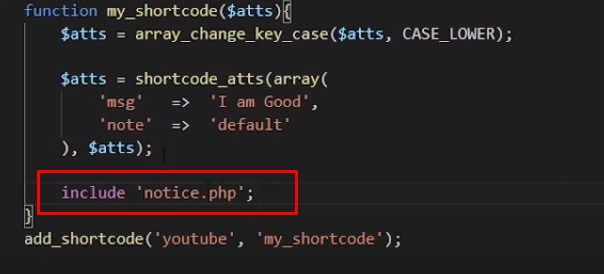 function my_shortcode($atts){
$atts = array_change_key_case($atts, CASE_LOWER);
$atts = shortcode_atts(array(
'msg' => 'I am Good',
'note' => 'default'
), $atts);
include 'notice.php';
}
add_shortcode('youtube', 'my_shortcode');